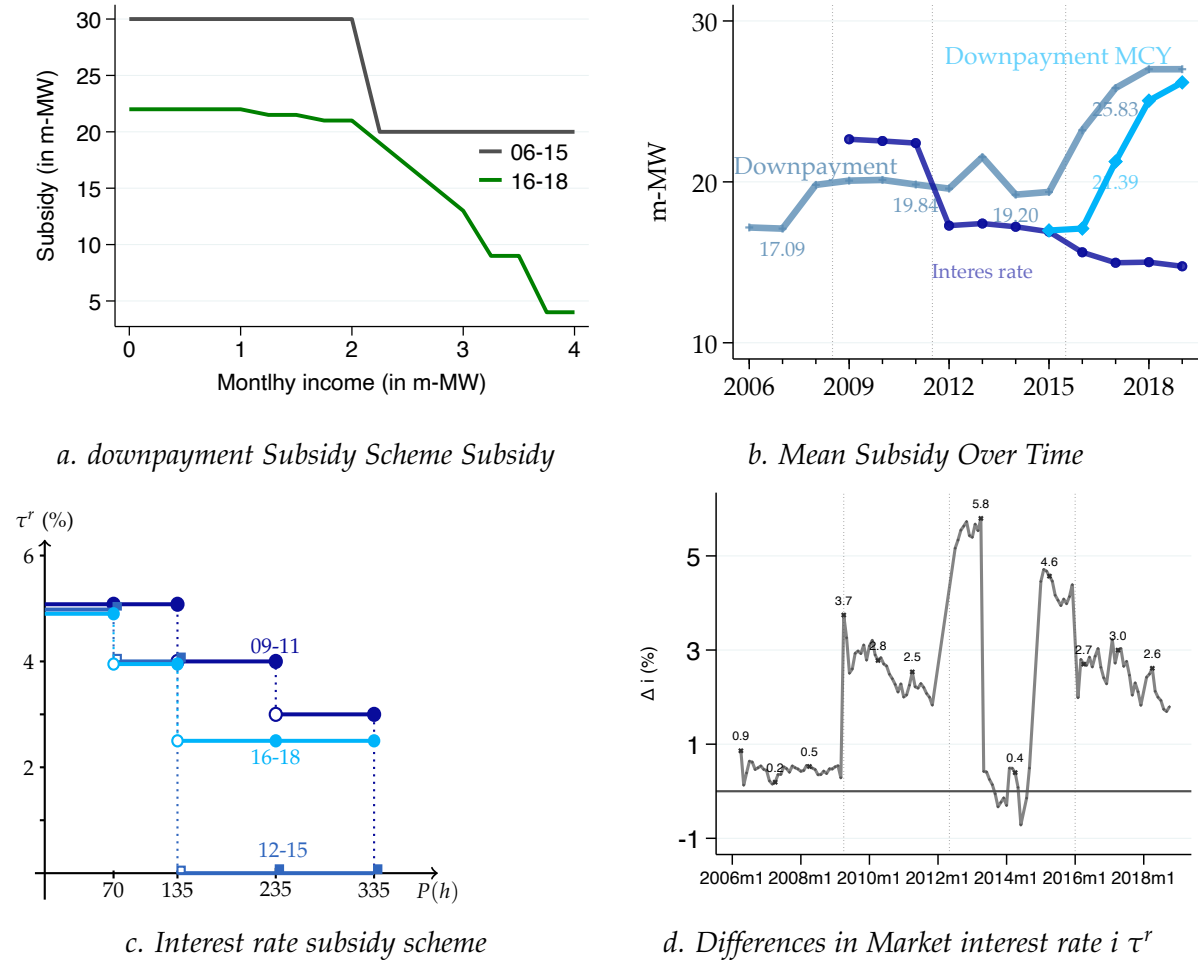 30
25
20
15
10
5
Subsidy (in m-MW)
06-15
16-18
0 1 2 3 4
Montlhy income (in m-MW)
a. downpayment Subsidy Scheme Subsidy
30
20
10
m-MW
Downpayment MCY
25.83
Downpayment
21.39
19.84
19.20
17.09
Interes rate
2006 2009 2012 2015 2018
b. Mean Subsidy Over Time
τʳ (%)
6
4
2
09-11
16-18
12-15
70 135 235 335 P(h)
c. Interest rate subsidy scheme
5
3
1
-1
Δ i (%)
5.8
4.6
3.7
2.8
2.5
2.7
3.0
2.6
0.9
0.2
0.5
0.4
2006m1 2008m1 2010m1 2012m1 2014m1 2016m1 2018m1
d. Differences in Market interest rate i τʳ